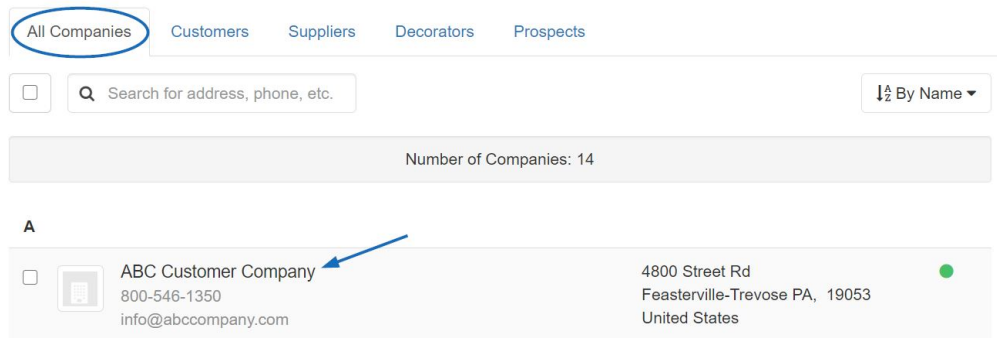 All Companies Customers Suppliers Decorators Prospects
Search for address, phone, etc. By Name
Number of Companies: 14
A
ABC Customer Company 4800 Street Rd
800-546-1350 Feasterville-Trevose PA, 19053
info@abccompany.com United States